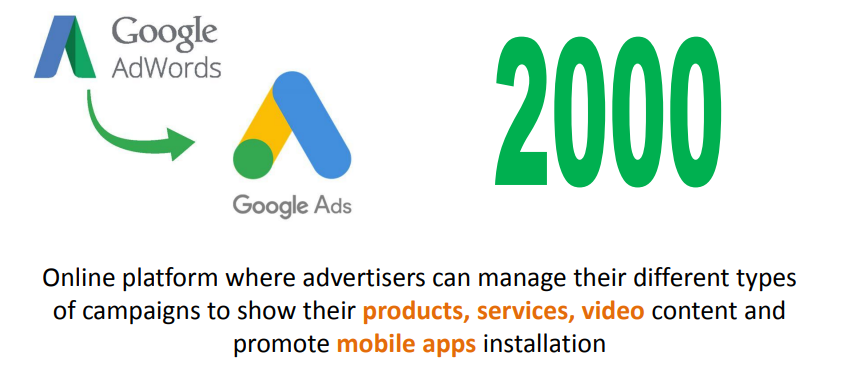 Google
AdWords
Google Ads
2000
Online platform where advertisers can manage their different types
of campaigns to show their products, services, video content and
promote mobile apps installation